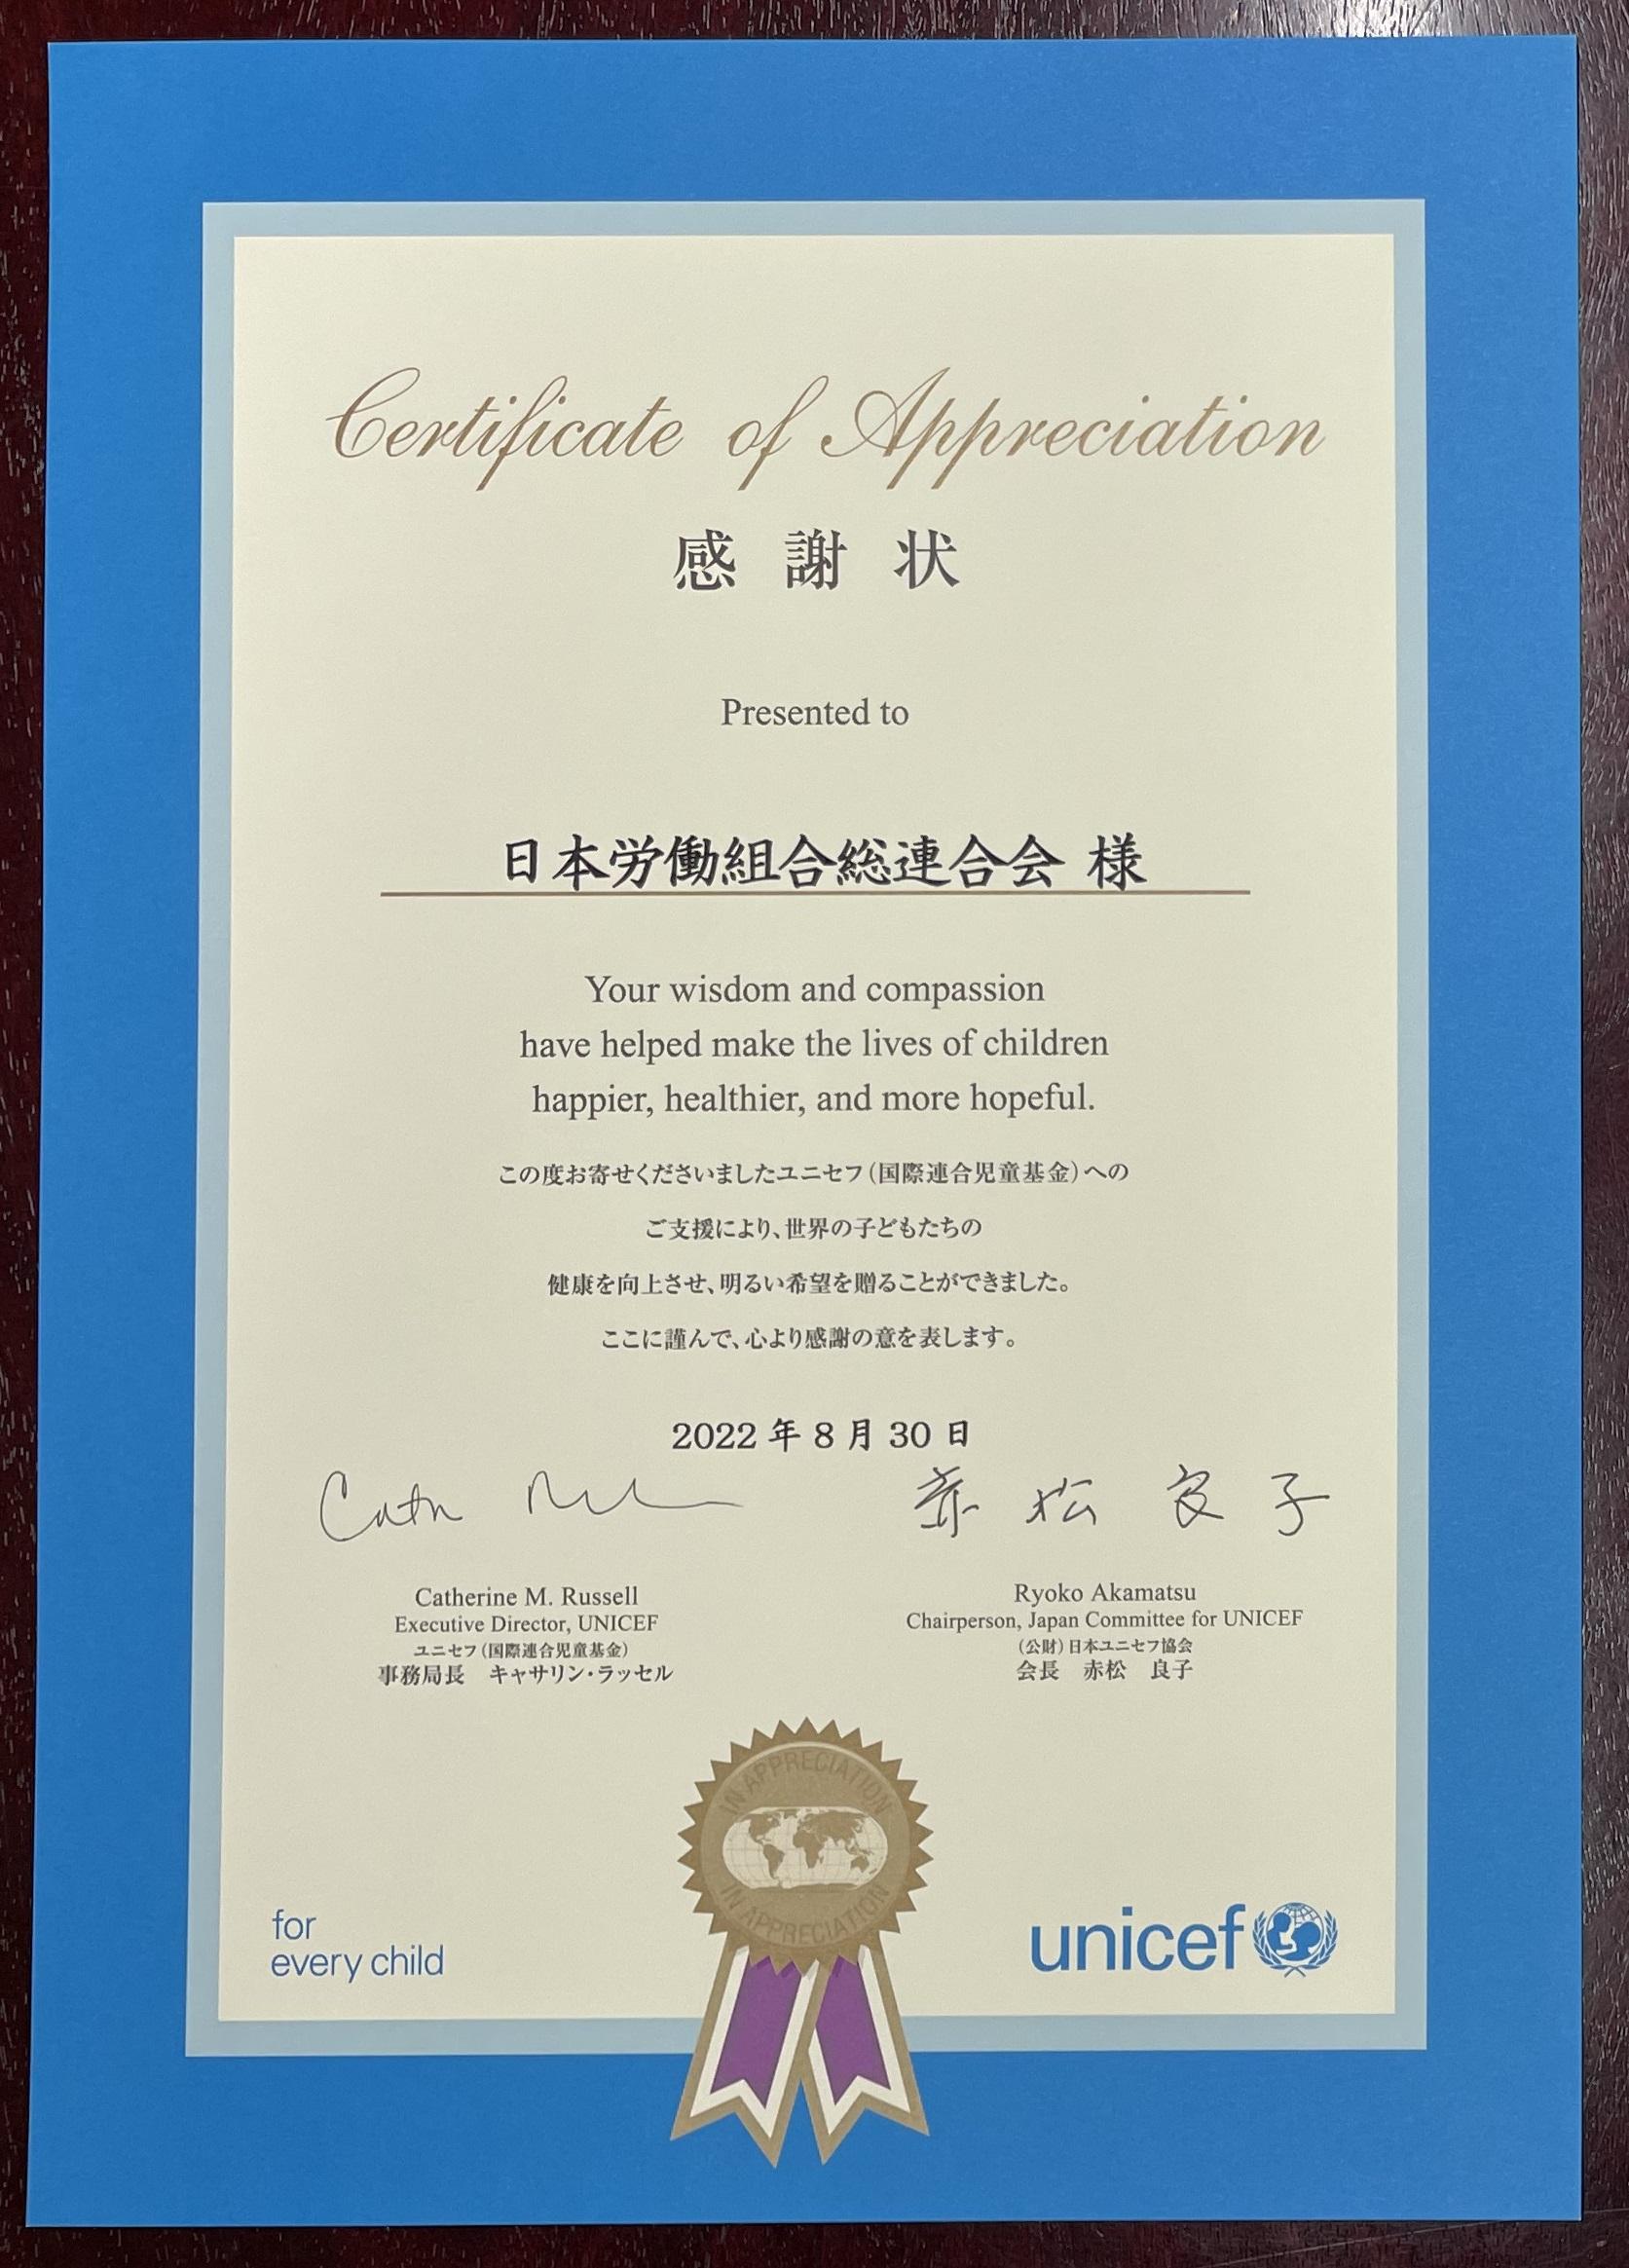 Certificate of Appreciation
感謝状
Presented to
日本労働組合総連合会 様
Your wisdom and compassion
have helped make the lives of children
happier, healthier, and more hopeful.
この度お寄せくださいましたユニセフ(国際連合児童基金)への
ご支援により、世界の子どもたちの
健康を向上させ、明るい希望を贈ることができました。
ここに謹んで、心より感謝の意を表します。
2022 年 8 月 30 日
赤松良子
Catherine M. Russell
Executive Director, UNICEF
ユニセフ(国際連合児童基金)
事務局長 キャサリン・ラッセル
Ryoko Akamatsu
Chairperson, Japan Committee for UNICEF
(公財)日本ユニセフ協会
会長 赤松 良子
IN APPRECIATION
IN APPRECIATION
for
every child
unicef